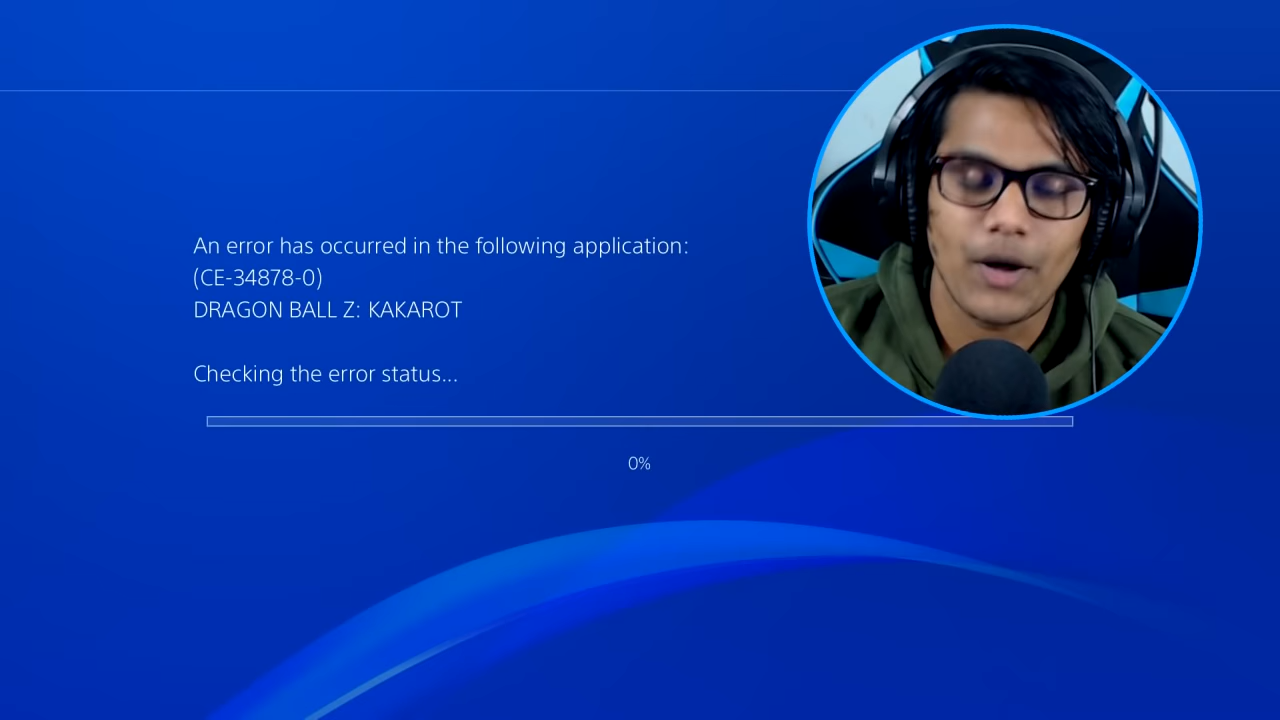 An error has occurred in the following application:
(CE-34878-0)
DRAGON BALL Z: KAKAROT
Checking the error status...
0%